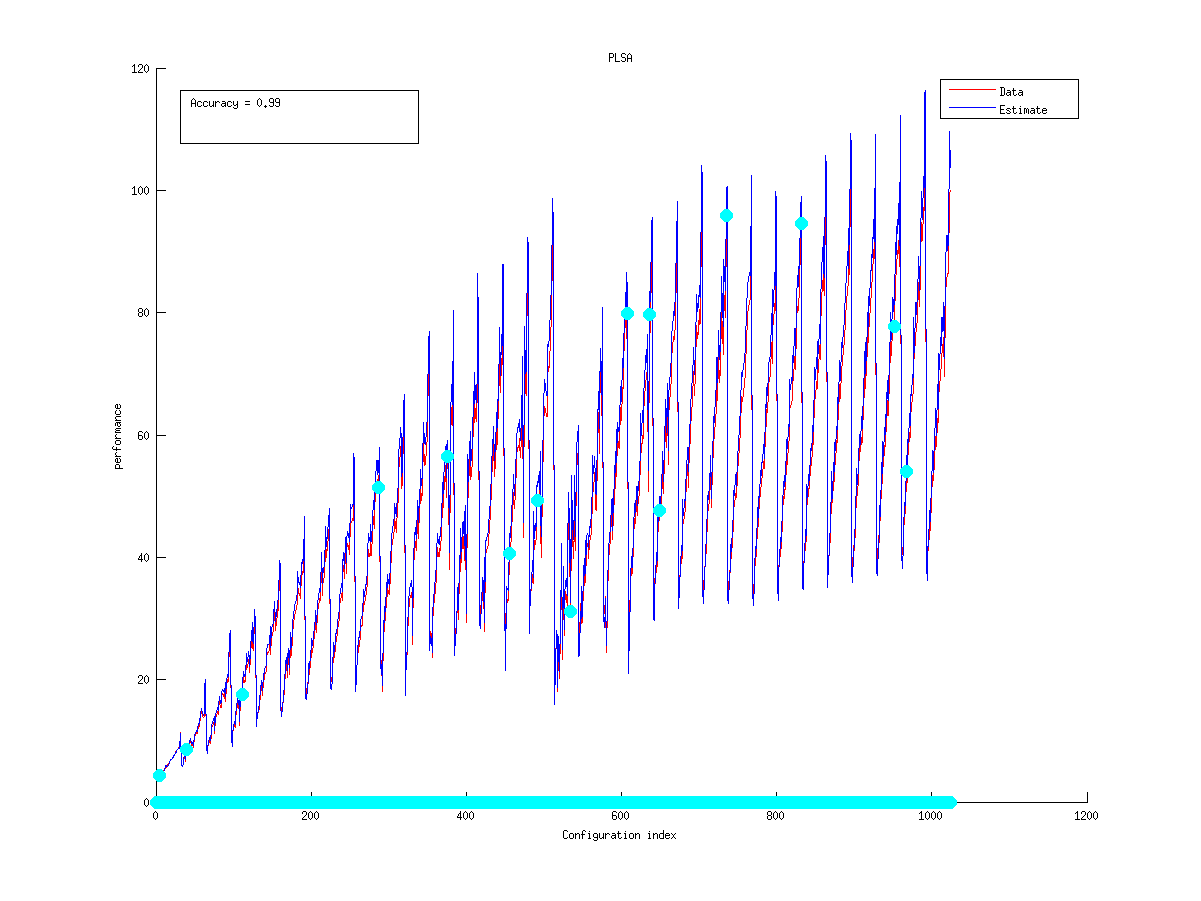 PLSA
120
Accuracy = 0.99
Data
Estimate
100
80
60
performance
40
20
0
0 200 400 600 800 1000 1200
Configuration index